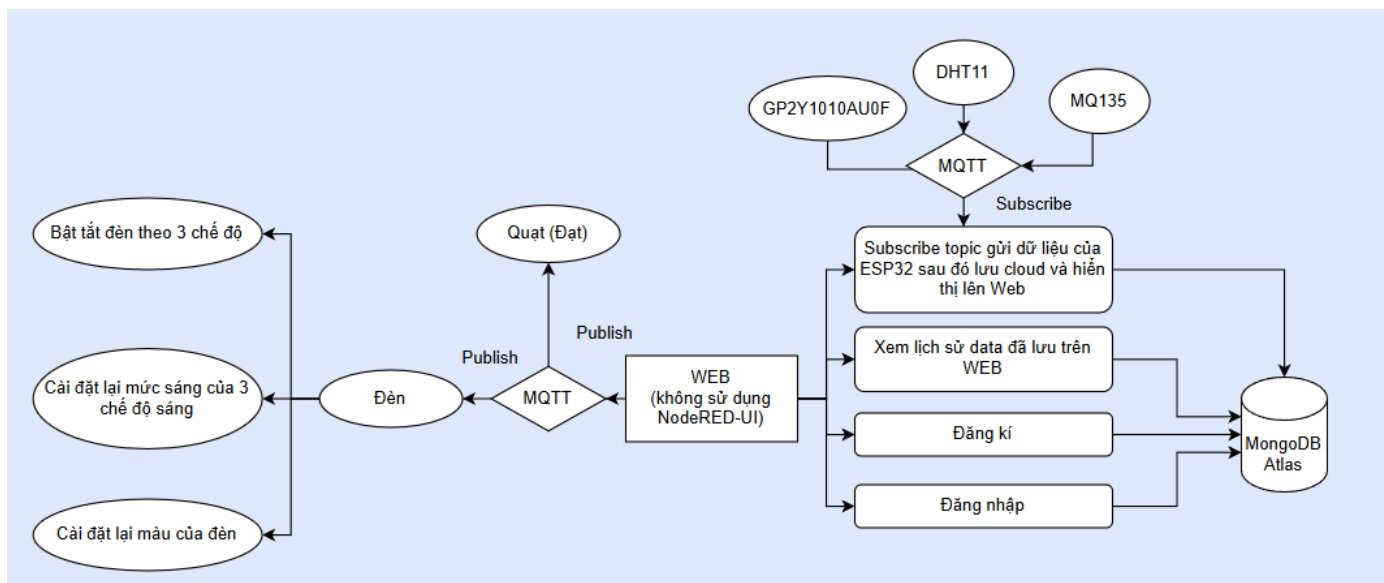 DHT11
GP2Y1010AU0F
MQ135
MQTT
Subscribe
Bật tắt đèn theo 3 chế độ
Quạt (Đạt)
Subscribe topic gửi dữ liệu của
ESP32 sau đó lưu cloud và hiển
thị lên Web
Publish
Publish
Xem lịch sử data đã lưu trên
WEB
Cài đặt lại mức sáng của 3
chế độ sáng
Đèn
MQTT
WEB
(không sử dụng
NodeRED-UI)
Đăng kí
MongoDB
Atlas
Đăng nhập
Cài đặt lại màu của đèn